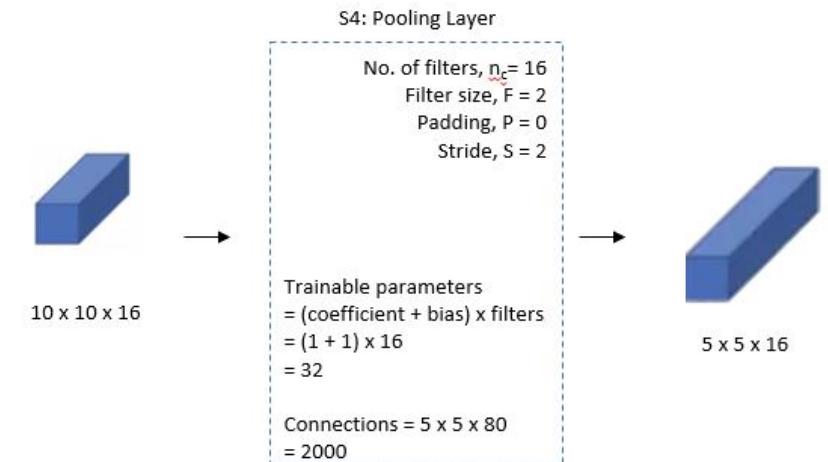 S4: Pooling Layer
No. of filters, nc= 16
Filter size, F = 2
Padding, P = 0
Stride, S = 2
10 x 10 x 16
Trainable parameters
= (coefficient + bias) x filters
= (1 + 1) x 16
= 32
Connections = 5 x 5 x 80
= 2000
5 x 5 x 16